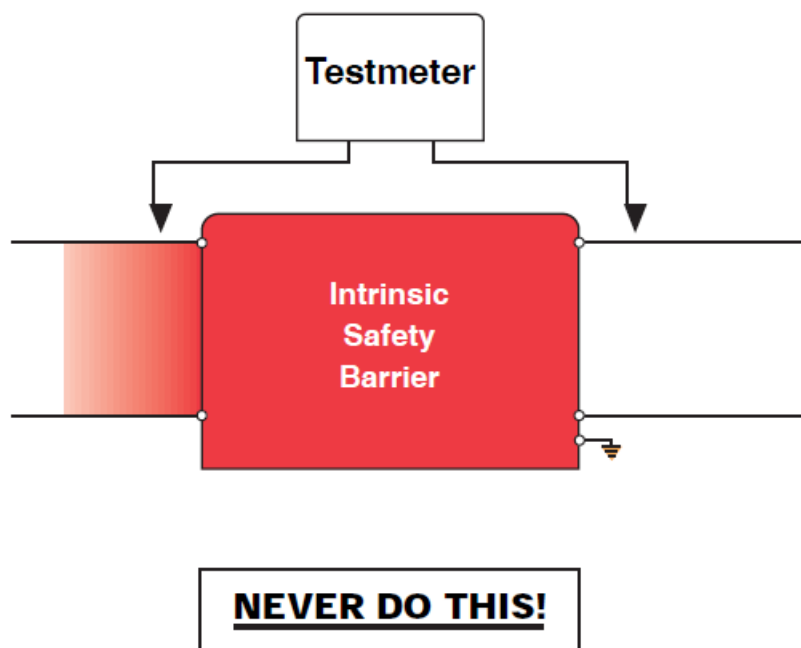 Testmeter
Intrinsic
Safety
Barrier
NEVER DO THIS!